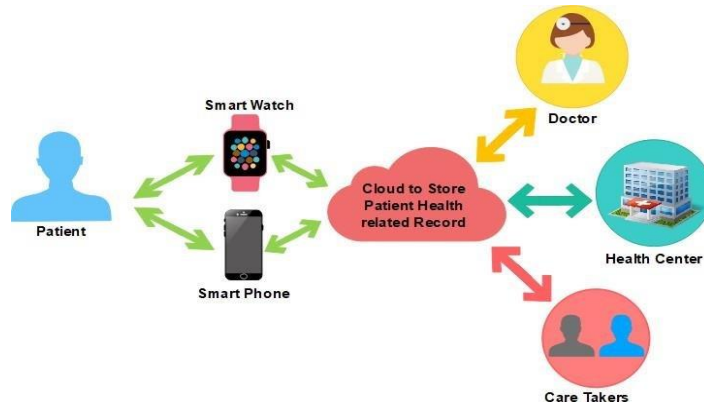 Smart Watch
Doctor
Cloud to Store
Patient Health
related Record
Patient
Health Center
Smart Phone
Care Takers